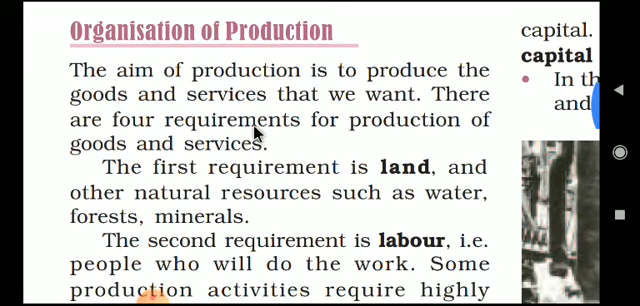 Organisation of Production
The aim of production is to produce the
goods and services that we want. There
are four requirements for production of
goods and services.
The first requirement is land, and
other natural resources such as water,
forests, minerals.
The second requirement is labour, i.e.
people who will do the work. Some
production activities require highly
capital.
capital
In th
and